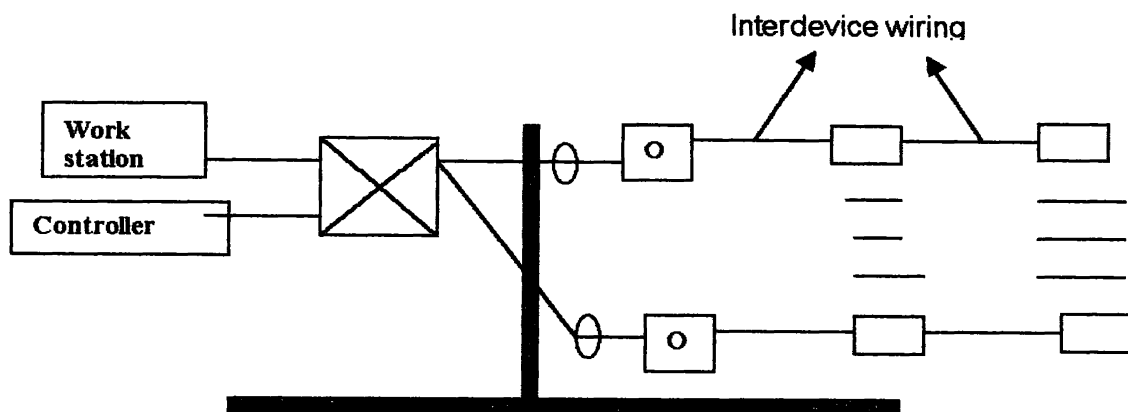 Interdevice wiring
Work
station
Controller
O
O